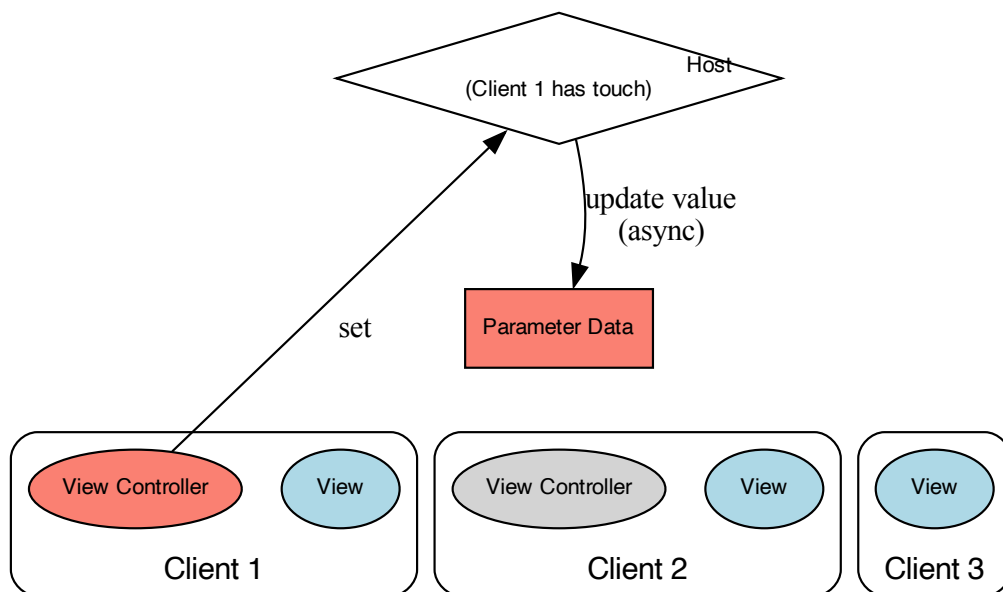 Host
(Client 1 has touch)
update value
(async)
set
Parameter Data
View Controller
View
View Controller
View
View
Client 1
Client 2
Client 3